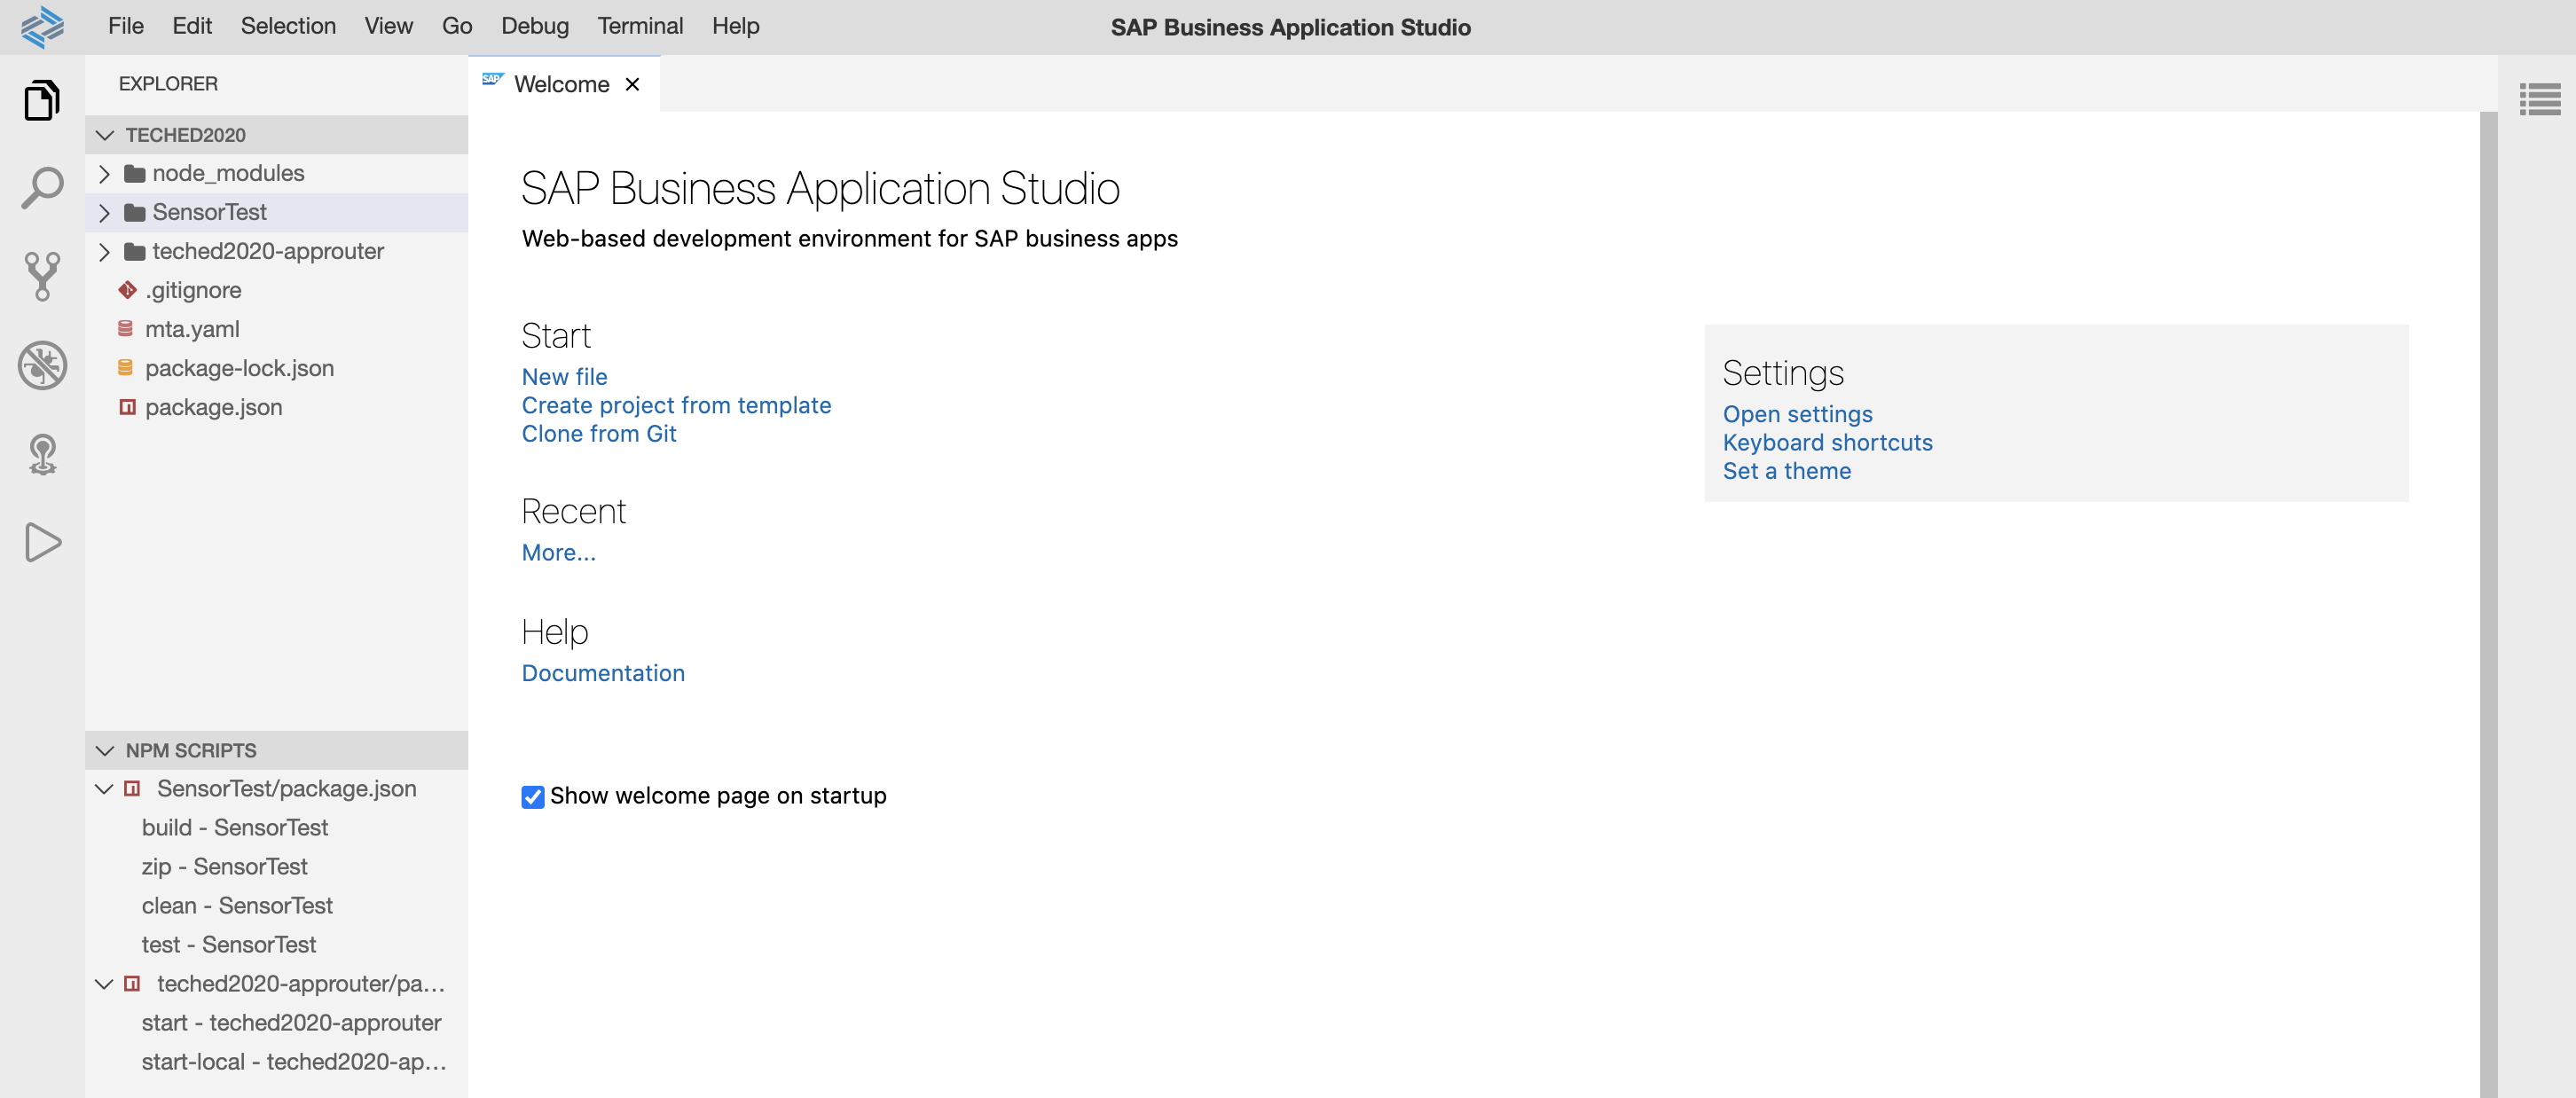 File Edit Selection View Go Debug Terminal Help
SAP Business Application Studio
EXPLORER
TECHED2020
node_modules
SensorTest
teched2020-approuter
.gitignore
mta.yaml
package-lock.json
package.json
NPM SCRIPTS
SensorTest/package.json
build - SensorTest
zip - SensorTest
clean - SensorTest
test - SensorTest
teched2020-approuter/pa...
start - teched2020-approuter
start-local - teched2020-ap...
SAP Welcome
SAP Business Application Studio
Web-based development environment for SAP business apps
Start
New file
Create project from template
Clone from Git
Recent
More...
Help
Documentation
Show welcome page on startup
Settings
Open settings
Keyboard shortcuts
Set a theme